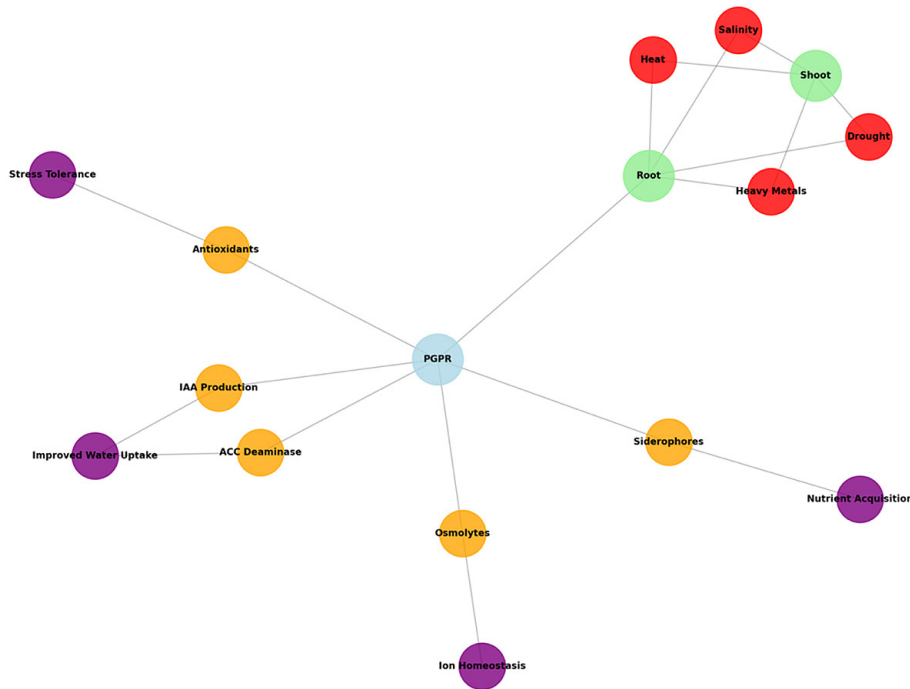 Salinity
Heat
Shoot
Drought
Stress Tolerance
Root
Heavy Metals
Antioxidants
PGPR
IAA Production
Siderophores
ACC Deaminase
Improved Water Uptake
Nutrient Acquisition
Osmolytes
Ion Homeostasis